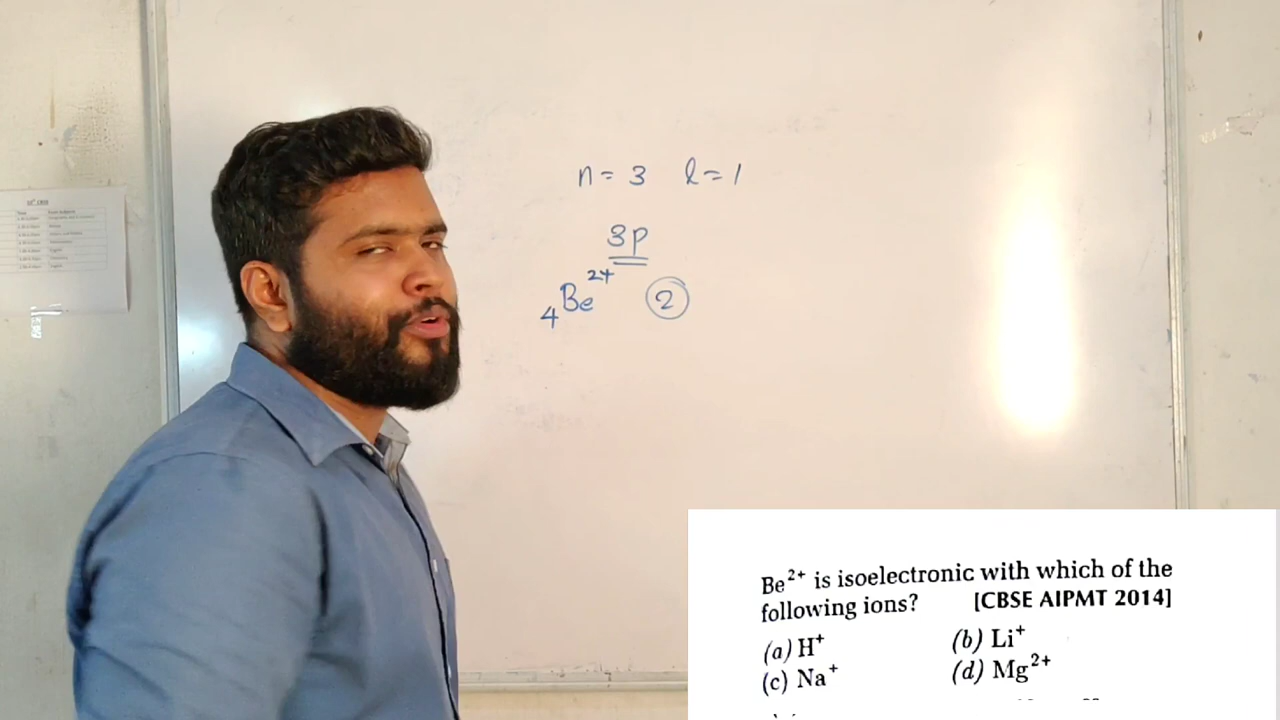 n = 3 l = 1
3p
₄Be²⁺ ②
Be²⁺ is isoelectronic with which of the
following ions? [CBSE AIPMT 2014]
(a) H⁺ (b) Li⁺
(c) Na⁺ (d) Mg²⁺